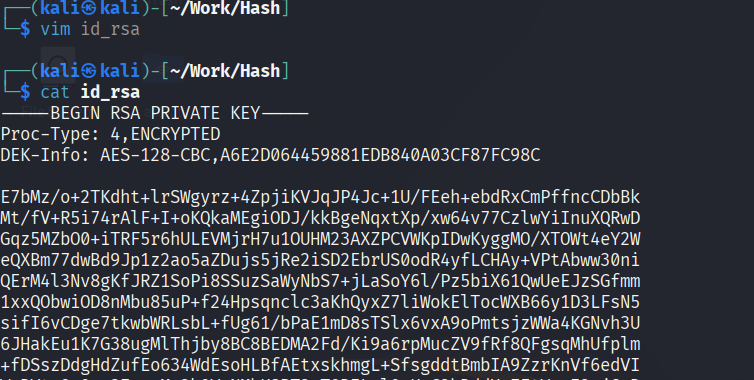 ┌──(kali㉿kali)-[~/Work/Hash]
└─$ vim id_rsa
┌──(kali㉿kali)-[~/Work/Hash]
└─$ cat id_rsa
-----BEGIN RSA PRIVATE KEY-----
Proc-Type: 4,ENCRYPTED
DEK-Info: AES-128-CBC,A6E2D064459881EDB840A03CF87FC98C
E7bMz/o+2TKdht+lrSWgyrz+4ZpjiKVJqJP4Jc+1U/FEeh+ebdRxCmPffncCDbBk
Mt/fV+R5i74rAlF+I+oKQkaMEgiODJ/kkBgeNqxtXp/xw64v77CzlwYiInuXQRwD
Gqz5MZbO0+iTRF5r6hULEVMjrH7u1OUHM23AXZPCVWKpIDwKyggMO/XTOWt4eY2W
eQXBm77dwBd9Jp1z2ao5aZDujs5jRe2iSD2EbrUS0odR4yfLCHAy+VPtAbww30ni
QErM4l3Nv8gKfJRZ1SoPi8SSuzSaWyNbS7+jLaSoY6l/Pz5biX61QwUeEJzSGfmm
1xxQObwiOD8nMbu85uP+f24Hpsqnclc3aKhQyxZ7liWokElTocWXB66y1D3LFsN5
sifI6vCDge7tkwbWRLsbL+fUg61/bPaE1mD8sTSlx6vxA9oPmtsjzWWa4KGNvh3U
6JHakEu1K7G38ugMlThjby8BC8BEDMA2Fd/Ki9a6rpMucZV9fRf8QFgsqMhUfplm
+fDSszDdgHdZufEo634WdEsoHLBfAEtxskhmgL+SfsgddtBmbIA9ZzrKnVf6edVI